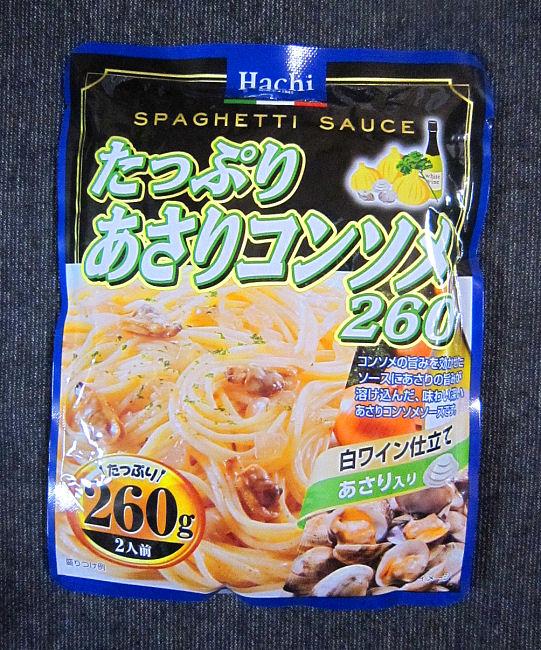 Hachi
SPAGHETTI SAUCE
white
wine
たっぷり
あさりコンソメ
260
コンソメの旨みを効かせた
ソースにあさりの旨みが
溶け込んだ、味わい深い
あさりコンソメソースです。
白ワイン仕立て
あさり入り
たっぷり!
260g
2人前
盛りつけ例